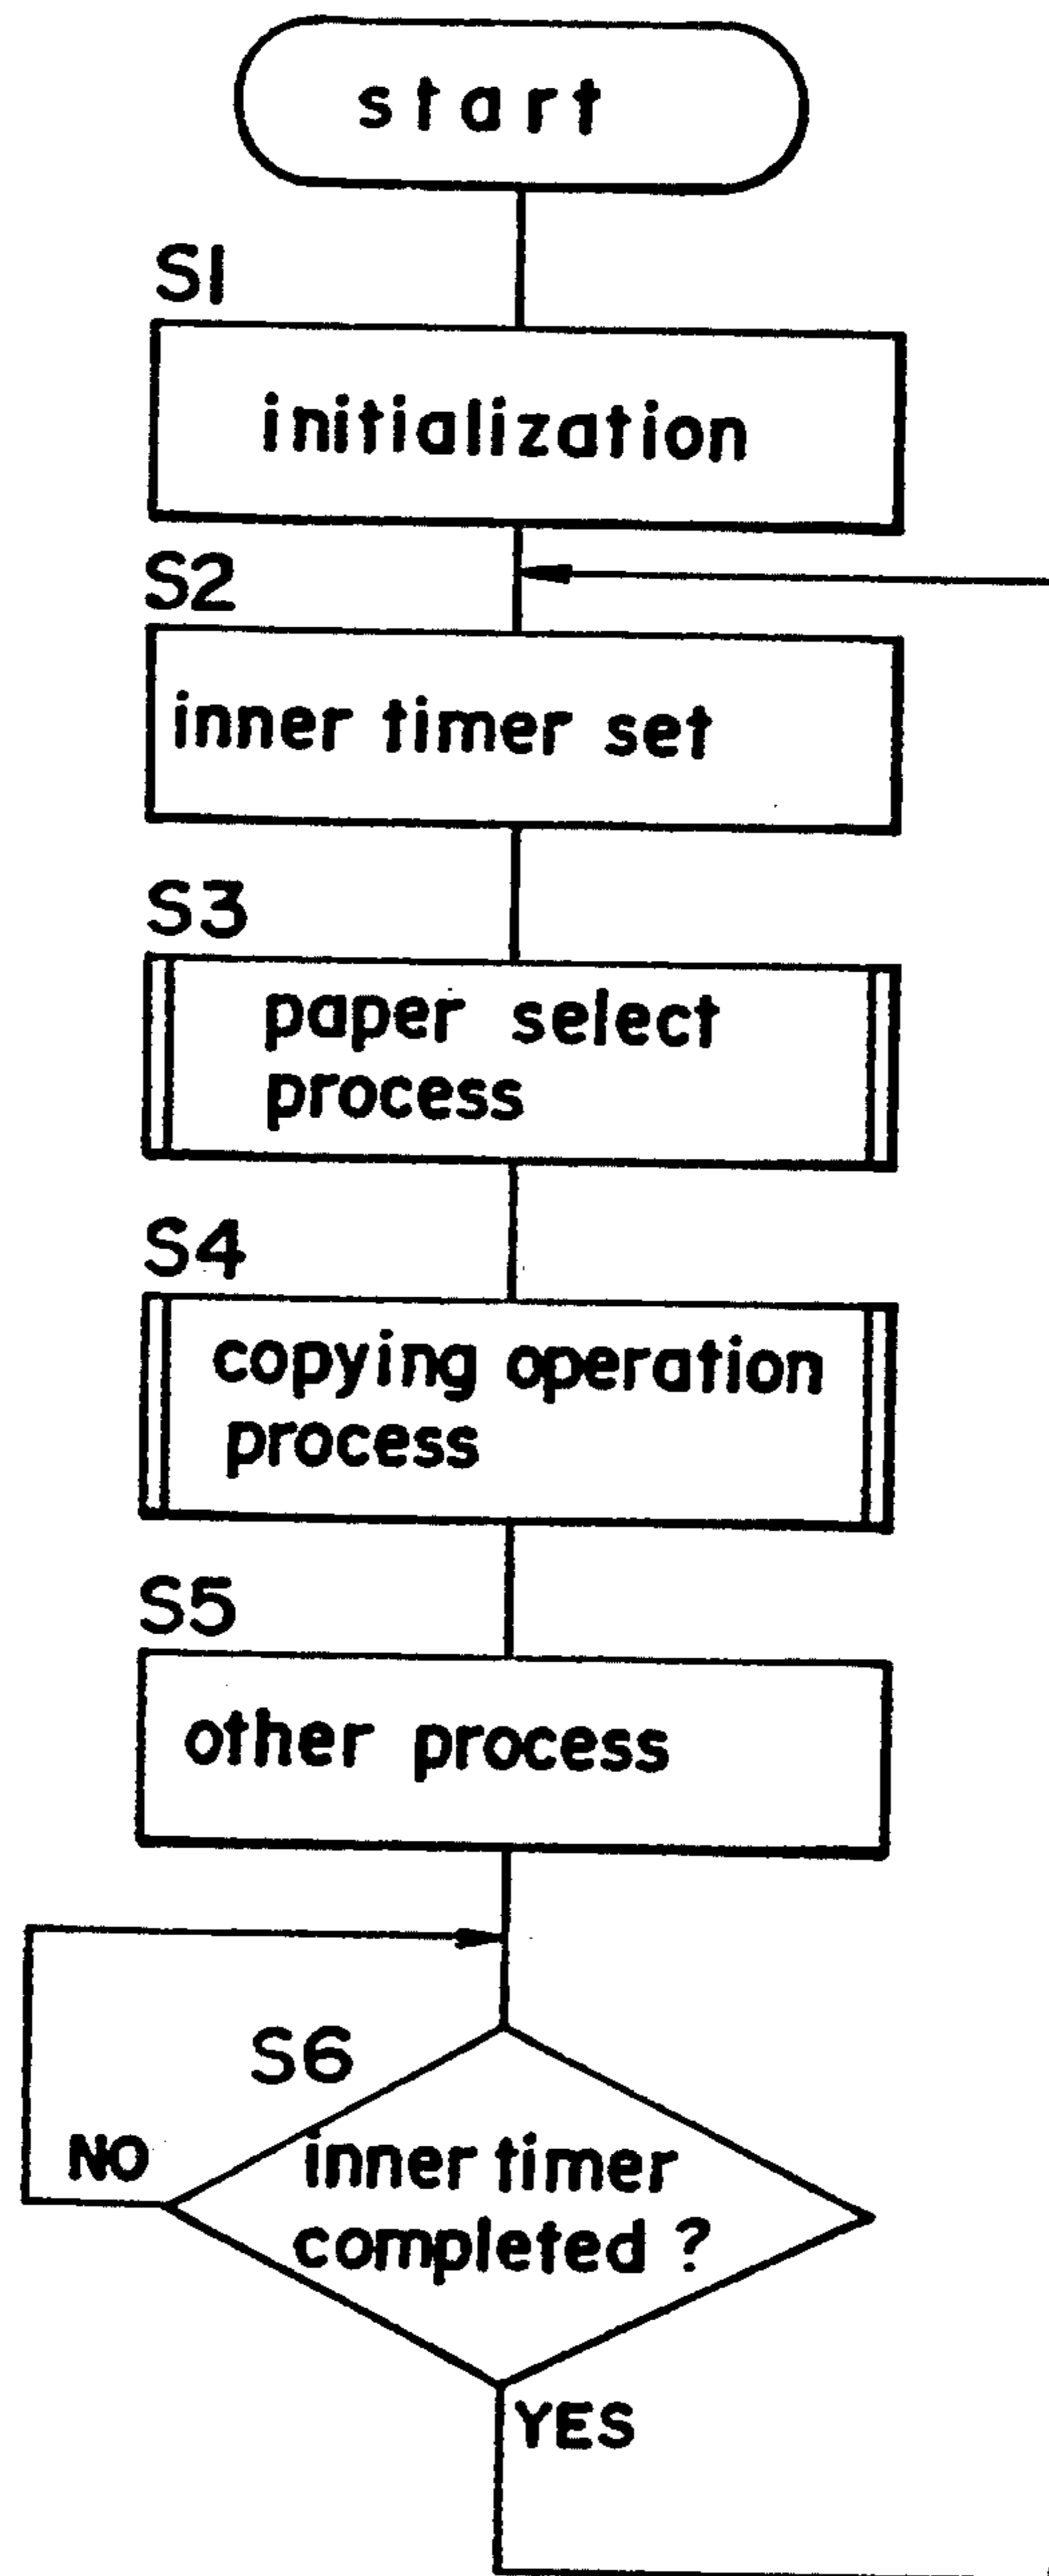 start
S1
initialization
S2
inner timer set
S3
paper select
process
S4
copying operation
process
S5
other process
S6
NO
inner timer
completed ?
YES